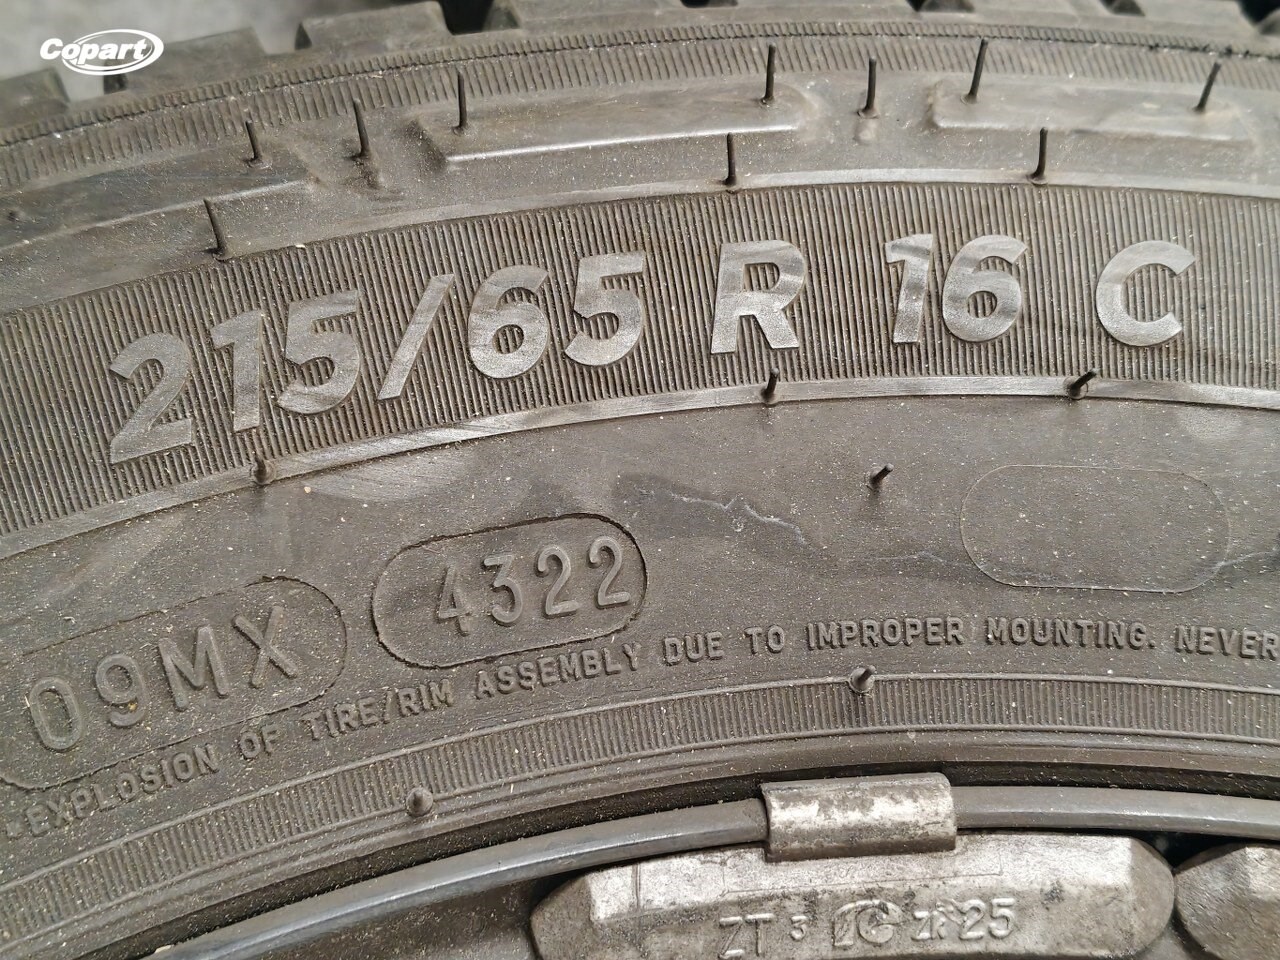 Copart
215/65 R 16 C
4322
09MX
EXPLOSION OF TIRE/RIM ASSEMBLY DUE TO IMPROPER MOUNTING. NEVER
ZT 3 25